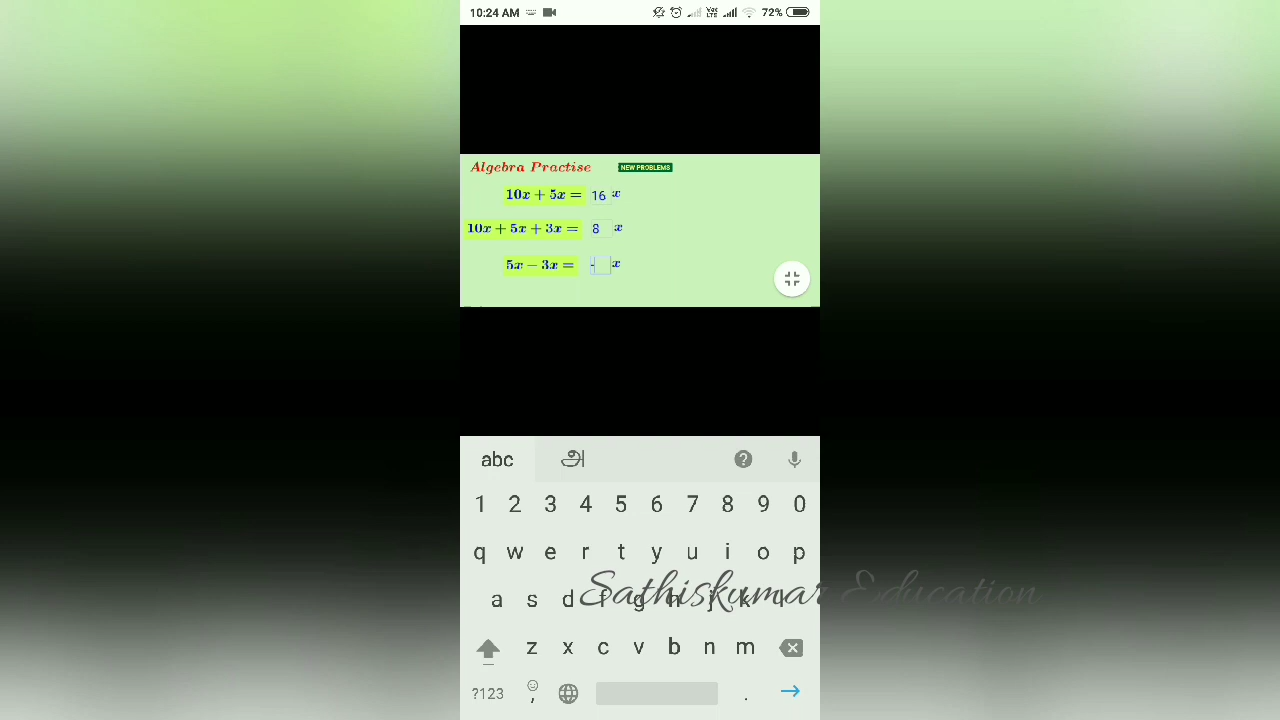 10:24 AM 72%
Algebra Practise NEW PROBLEMS
10x + 5x = 16 x
10x + 5x + 3x = 8 x
5x − 3x = - x
abc அ
1 2 3 4 5 6 7 8 9 0
q w e r t y u i o p
a s d f g h j k l
Sathiskumar Education
z x c v b n m
?123 , .